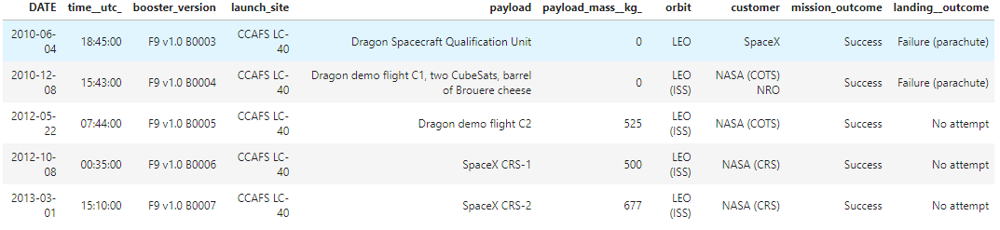 DATE time__utc_ booster_version launch_site payload payload_mass__kg_ orbit customer mission_outcome landing__outcome
2010-06-04 18:45:00 F9 v1.0 B0003 CCAFS LC-40 Dragon Spacecraft Qualification Unit 0 LEO SpaceX Success Failure (parachute)
2010-12-08 15:43:00 F9 v1.0 B0004 CCAFS LC-40 Dragon demo flight C1, two CubeSats, barrel of Brouere cheese 0 LEO (ISS) NASA (COTS) NRO Success Failure (parachute)
2012-05-22 07:44:00 F9 v1.0 B0005 CCAFS LC-40 Dragon demo flight C2 525 LEO (ISS) NASA (COTS) Success No attempt
2012-10-08 00:35:00 F9 v1.0 B0006 CCAFS LC-40 SpaceX CRS-1 500 LEO (ISS) NASA (CRS) Success No attempt
2013-03-01 15:10:00 F9 v1.0 B0007 CCAFS LC-40 SpaceX CRS-2 677 LEO (ISS) NASA (CRS) Success No attempt